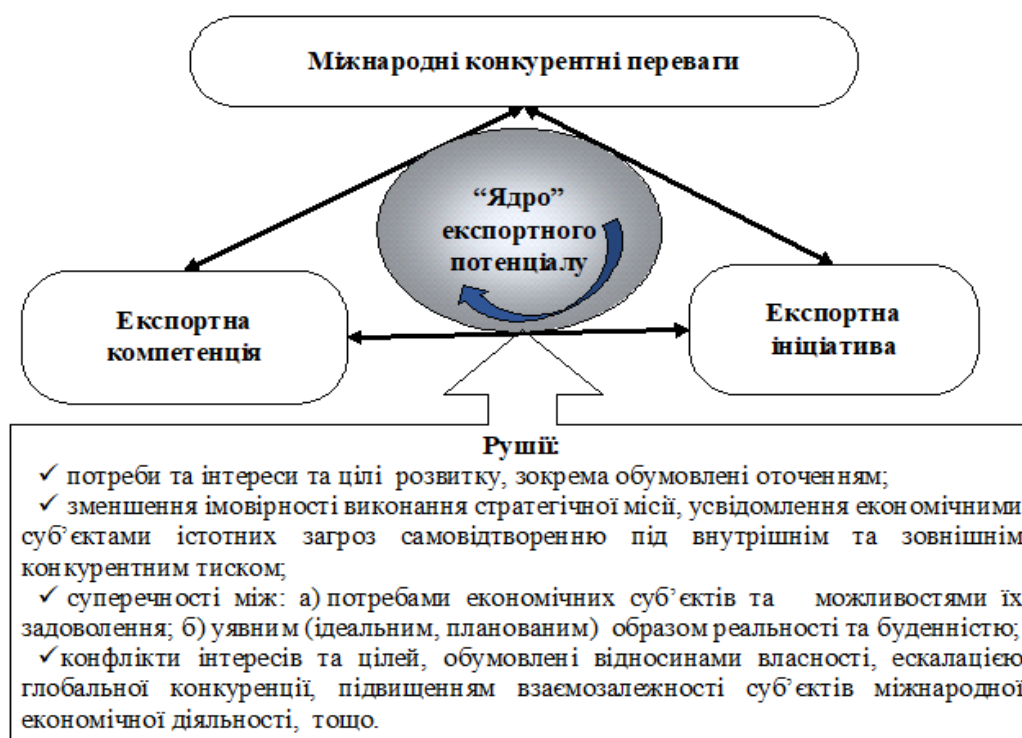 Міжнародні конкурентні переваги
“Ядро”
експортного
потенціалу
Експортна
компетенція
Експортна
ініціатива
Рушії:
✓ потреби та інтереси та цілі розвитку, зокрема обумовлені оточенням;
✓ зменшення імовірності виконання стратегічної місії, усвідомлення економічними
суб’єктами істотних загроз самовідтворенню під внутрішнім та зовнішнім
конкурентним тиском;
✓ суперечності між: а) потребами економічних суб’єктів та можливостями їх
задоволення; б) уявним (ідеальним, планованим) образом реальності та буденністю;
✓конфлікти інтересів та цілей, обумовлені відносинами власності, ескалацією
глобальної конкуренції, підвищенням взаємозалежності суб’єктів міжнародної
економічної діяльності, тощо.